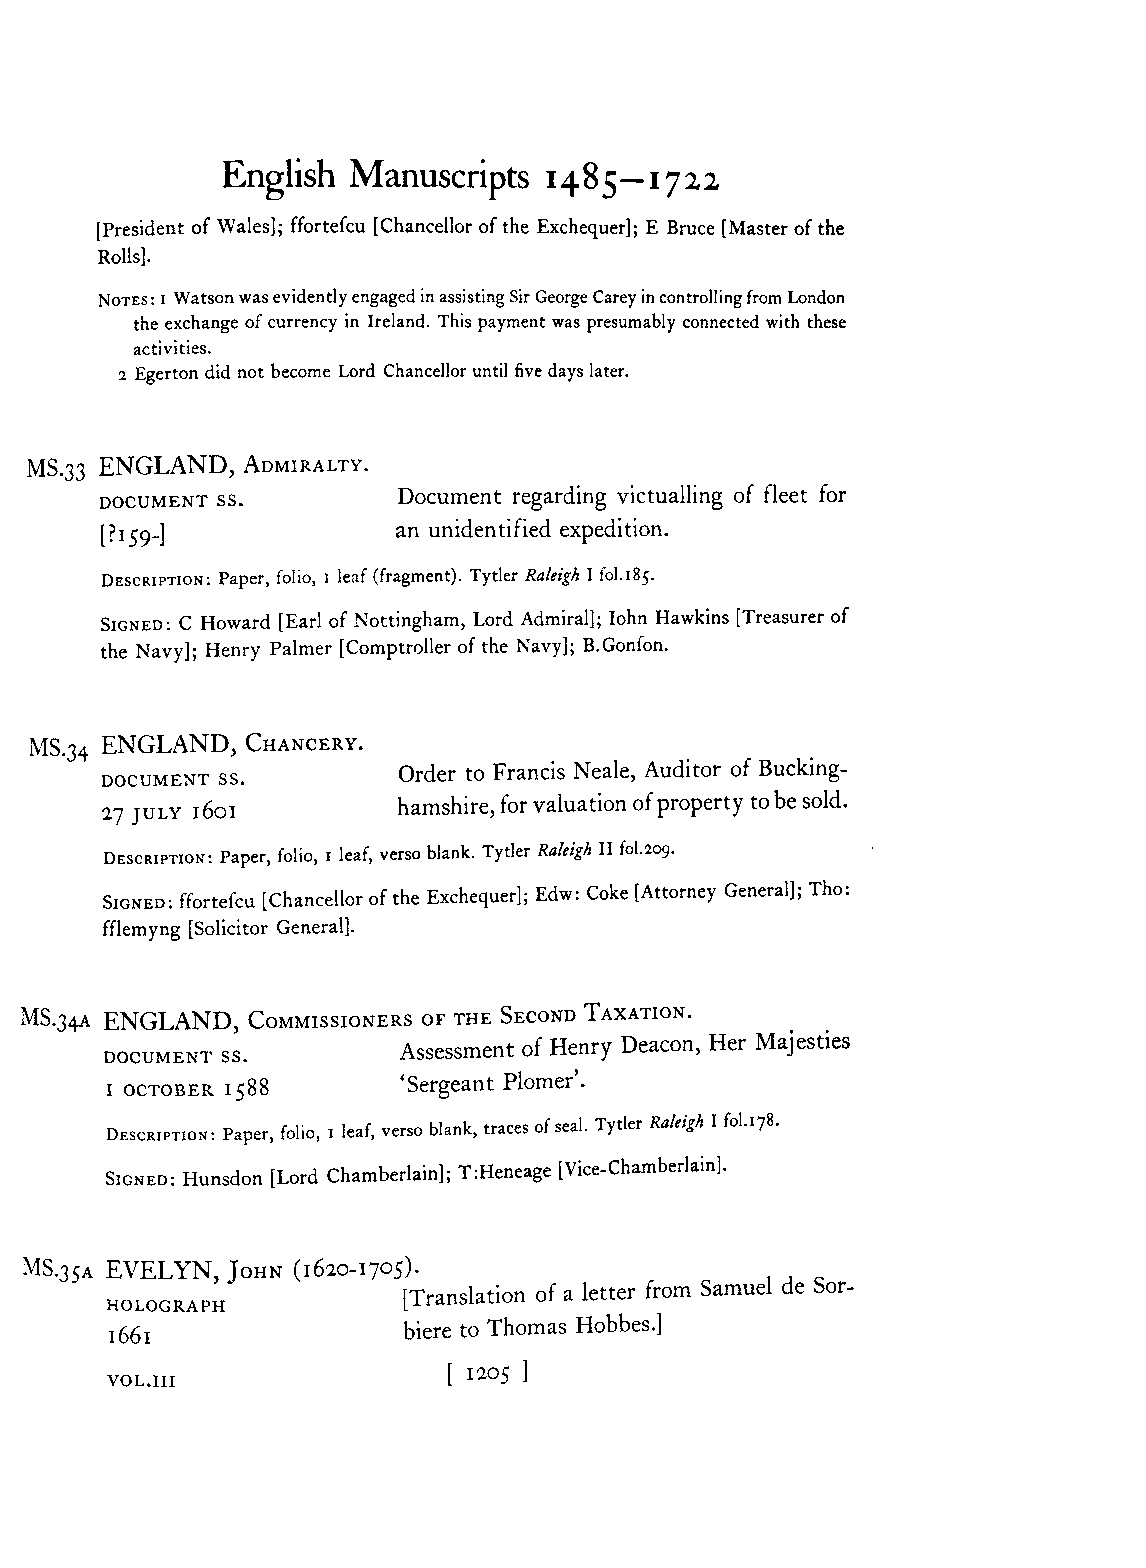 English Manuscripts 1485–1722
[President of Wales]; ffortefcu [Chancellor of the Exchequer]; E Bruce [Master of the
Rolls].
NOTES: 1 Watson was evidently engaged in assisting Sir George Carey in controlling from London
the exchange of currency in Ireland. This payment was presumably connected with these
activities.
2 Egerton did not become Lord Chancellor until five days later.
MS.33 ENGLAND, ADMIRALTY.
DOCUMENT SS. Document regarding victualling of fleet for
[?159-] an unidentified expedition.
DESCRIPTION: Paper, folio, 1 leaf (fragment). Tytler Raleigh I fol.185.
SIGNED: C Howard [Earl of Nottingham, Lord Admiral]; Iohn Hawkins [Treasurer of
the Navy]; Henry Palmer [Comptroller of the Navy]; B.Gonſon.
MS.34 ENGLAND, CHANCERY.
DOCUMENT SS. Order to Francis Neale, Auditor of Bucking-
27 JULY 1601 hamshire, for valuation of property to be sold.
DESCRIPTION: Paper, folio, 1 leaf, verso blank. Tytler Raleigh II fol.209.
SIGNED: fforteſcu [Chancellor of the Exchequer]; Edw: Coke [Attorney General]; Tho:
fflemyng [Solicitor General].
MS.34A ENGLAND, COMMISSIONERS OF THE SECOND TAXATION.
DOCUMENT SS. Assessment of Henry Deacon, Her Majesties
1 OCTOBER 1588 ‘Sergeant Plomer’.
DESCRIPTION: Paper, folio, 1 leaf, verso blank, traces of seal. Tytler Raleigh I fol.178.
SIGNED: Hunsdon [Lord Chamberlain]; T:Heneage [Vice-Chamberlain].
MS.35A EVELYN, JOHN (1620-1705).
HOLOGRAPH [Translation of a letter from Samuel de Sor-
1661 biere to Thomas Hobbes.]
VOL.III [ 1205 ]